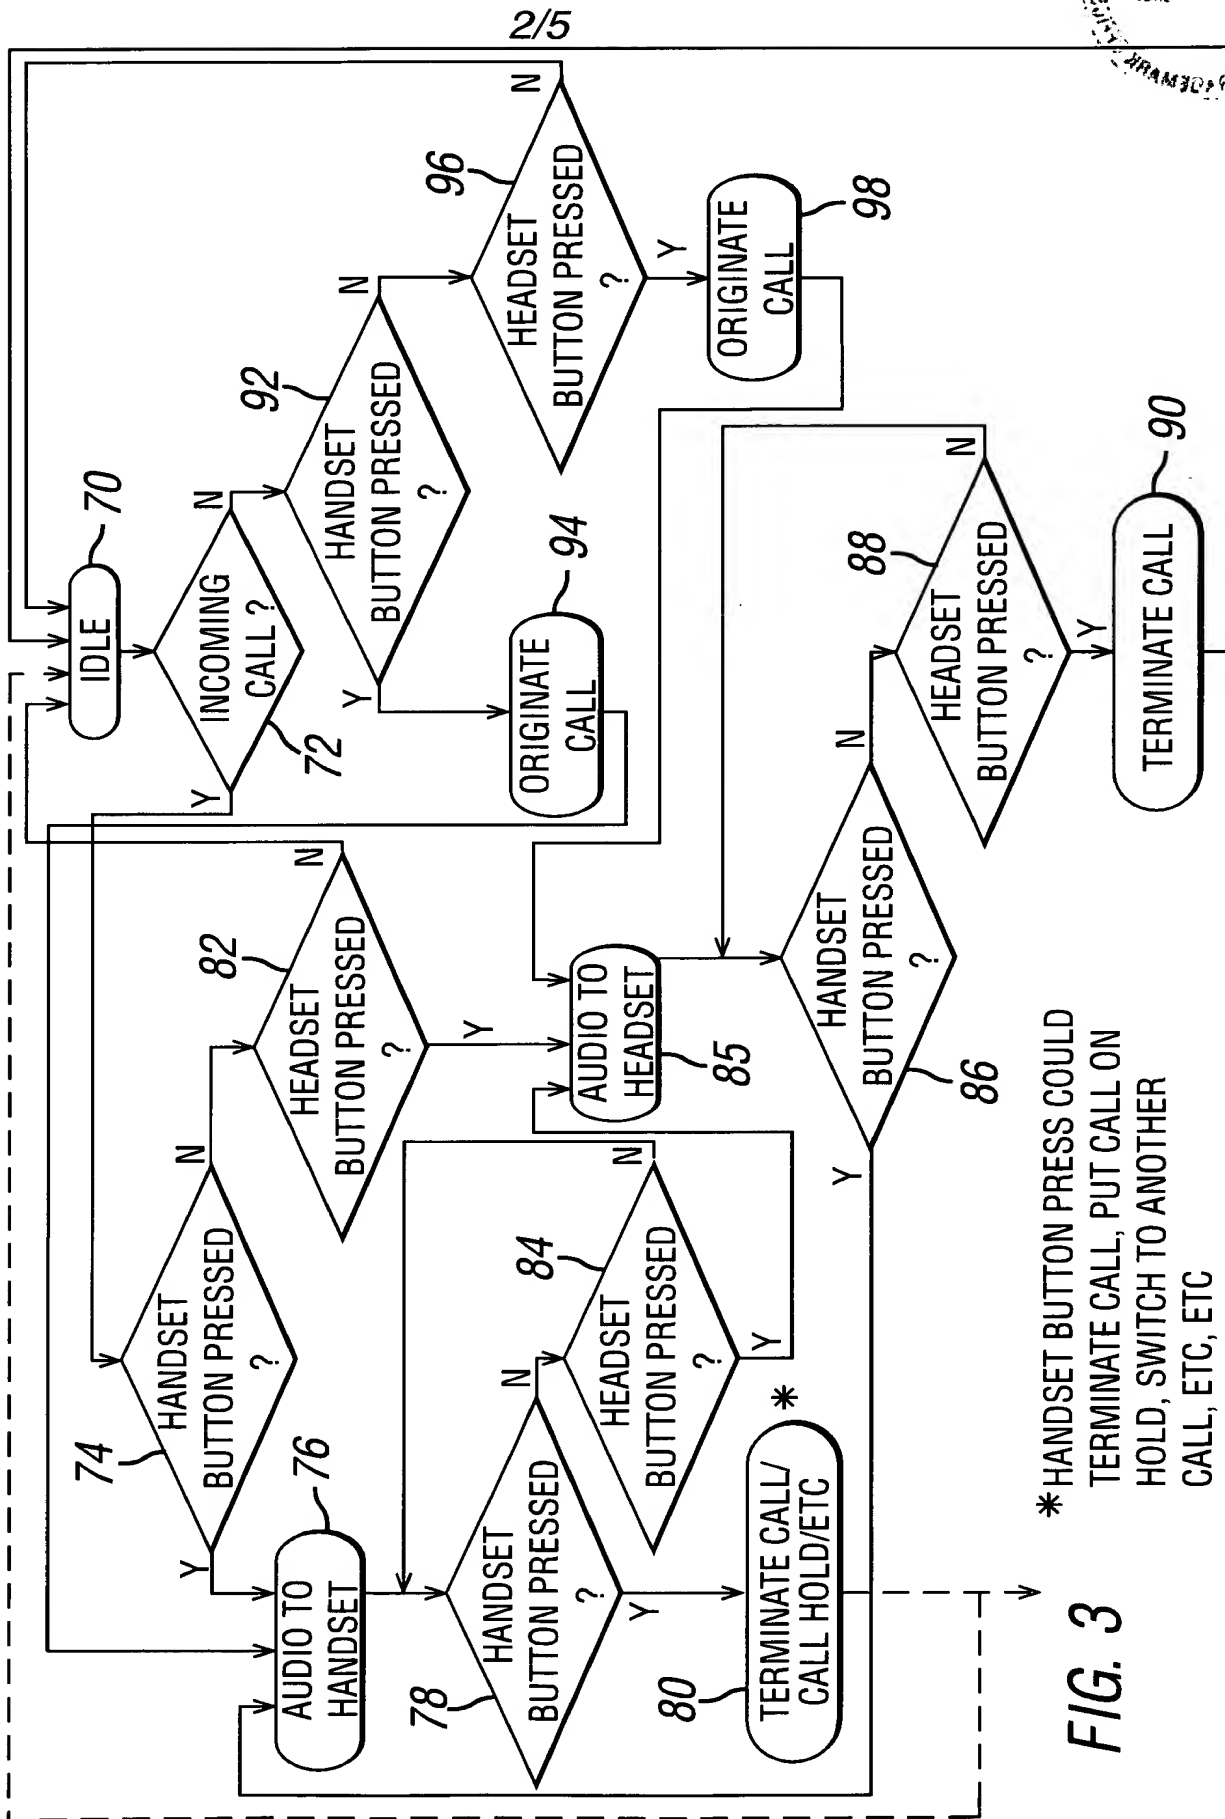 2/5
IDLE
70
INCOMING
CALL ?
72
Y
N
HANDSET
BUTTON PRESSED
?
74
Y
N
HANDSET
BUTTON PRESSED
?
92
Y
N
HEADSET
BUTTON PRESSED
?
96
N
Y
ORIGINATE
CALL
98
ORIGINATE
CALL
94
HEADSET
BUTTON PRESSED
?
82
N
Y
AUDIO TO
HANDSET
76
HANDSET
BUTTON PRESSED
?
78
N
Y
HEADSET
BUTTON PRESSED
?
84
N
Y
AUDIO TO
HEADSET
85
TERMINATE CALL/
CALL HOLD/ETC
80
*
HANDSET
BUTTON PRESSED
?
86
Y
N
HEADSET
BUTTON PRESSED
?
88
N
Y
TERMINATE CALL
90
*HANDSET BUTTON PRESS COULD
TERMINATE CALL, PUT CALL ON
HOLD, SWITCH TO ANOTHER
CALL, ETC, ETC
FIG. 3